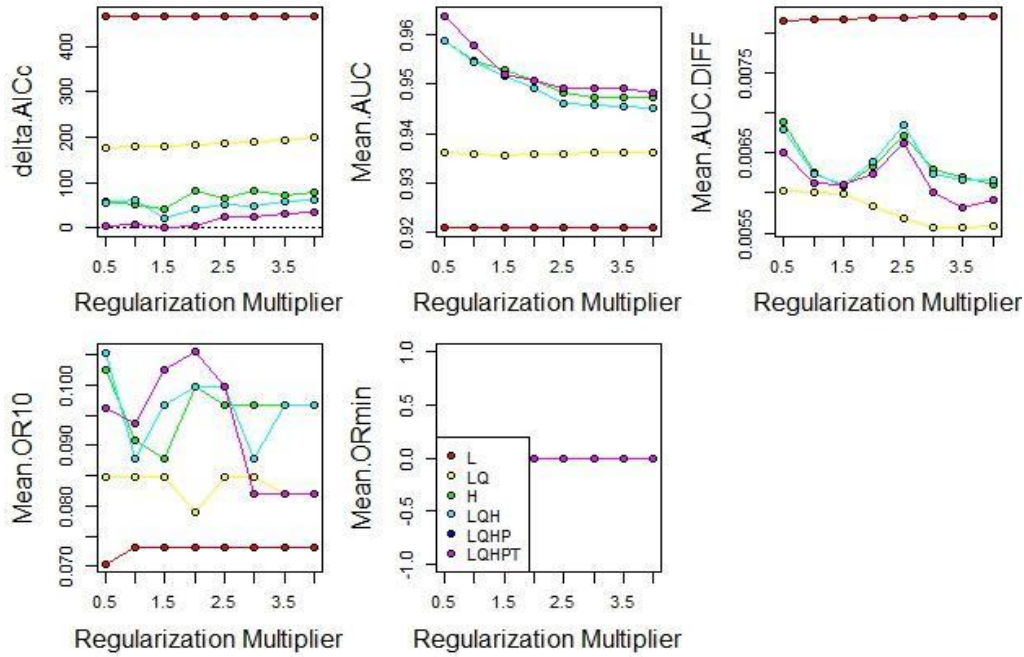 delta.AICc
400
300
200
100
0
0.5 1.5 2.5 3.5
Regularization Multiplier
Mean.AUC
0.96
0.95
0.94
0.93
0.92
0.5 1.5 2.5 3.5
Regularization Multiplier
Mean.AUC.DIFF
0.0075
0.0065
0.0055
0.5 1.5 2.5 3.5
Regularization Multiplier
Mean.OR10
0.100
0.090
0.080
0.070
0.5 1.5 2.5 3.5
Regularization Multiplier
Mean.ORmin
1.0
0.5
0.0
-0.5
-1.0
L
LQ
H
LQH
LQHP
LQHPT
0.5 1.5 2.5 3.5
Regularization Multiplier